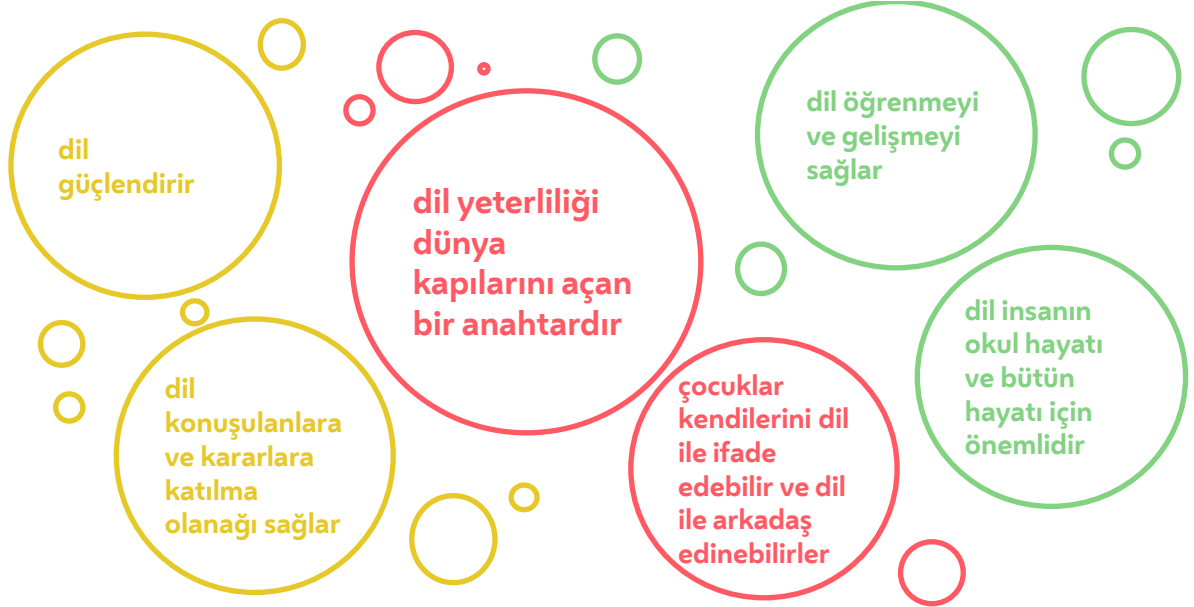 dil
güçlendirir
dil
konuşulanlara
ve kararlara
katılma
olanağı sağlar
dil yeterliliği
dünya
kapılarını açan
bir anahtardır
çocuklar
kendilerini dil
ile ifade
edebilir ve dil
ile arkadaş
edinebilirler
dil öğrenmeyi
ve gelişmeyi
sağlar
dil insanın
okul hayatı
ve bütün
hayatı için
önemlidir